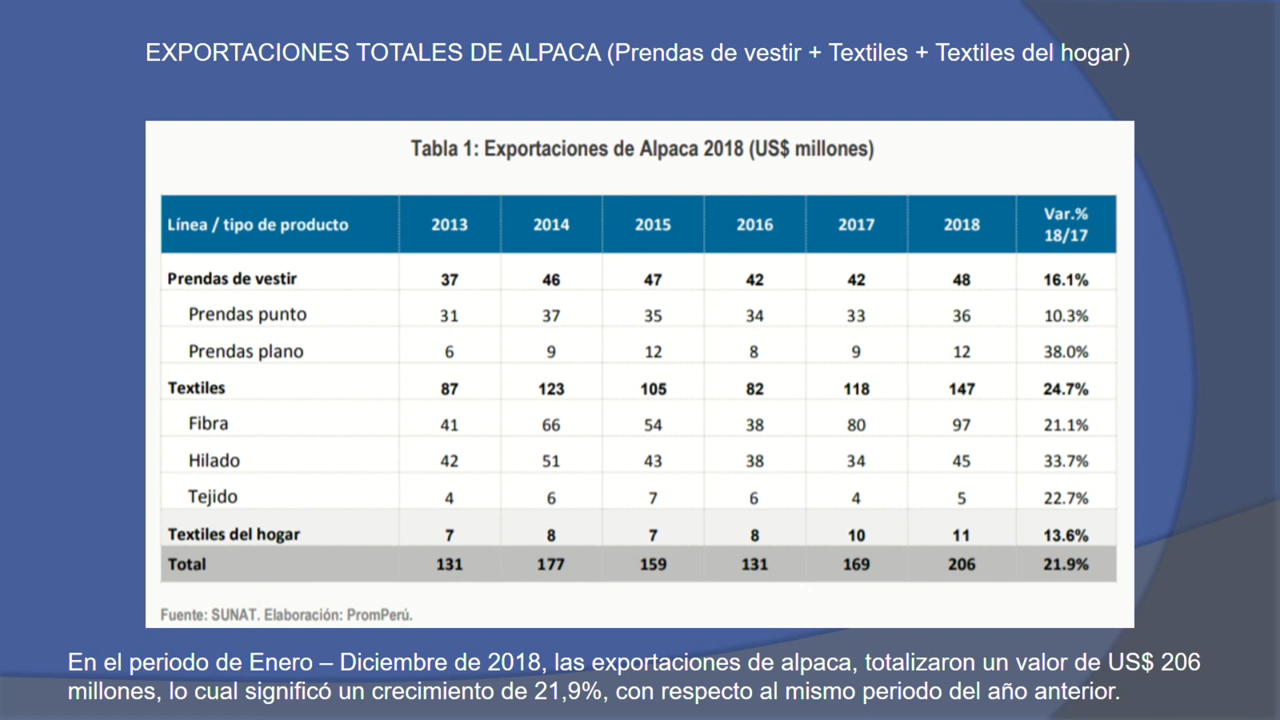 EXPORTACIONES TOTALES DE ALPACA (Prendas de vestir + Textiles + Textiles del hogar)
Tabla 1: Exportaciones de Alpaca 2018 (US$ millones)
Línea / tipo de producto 2013 2014 2015 2016 2017 2018 Var.% 18/17
Prendas de vestir 37 46 47 42 42 48 16.1%
Prendas punto 31 37 35 34 33 36 10.3%
Prendas plano 6 9 12 8 9 12 38.0%
Textiles 87 123 105 82 118 147 24.7%
Fibra 41 66 54 38 80 97 21.1%
Hilado 42 51 43 38 34 45 33.7%
Tejido 4 6 7 6 4 5 22.7%
Textiles del hogar 7 8 7 8 10 11 13.6%
Total 131 177 159 131 169 206 21.9%
Fuente: SUNAT. Elaboración: PromPerú.
En el periodo de Enero – Diciembre de 2018, las exportaciones de alpaca, totalizaron un valor de US$ 206
millones, lo cual significó un crecimiento de 21,9%, con respecto al mismo periodo del año anterior.